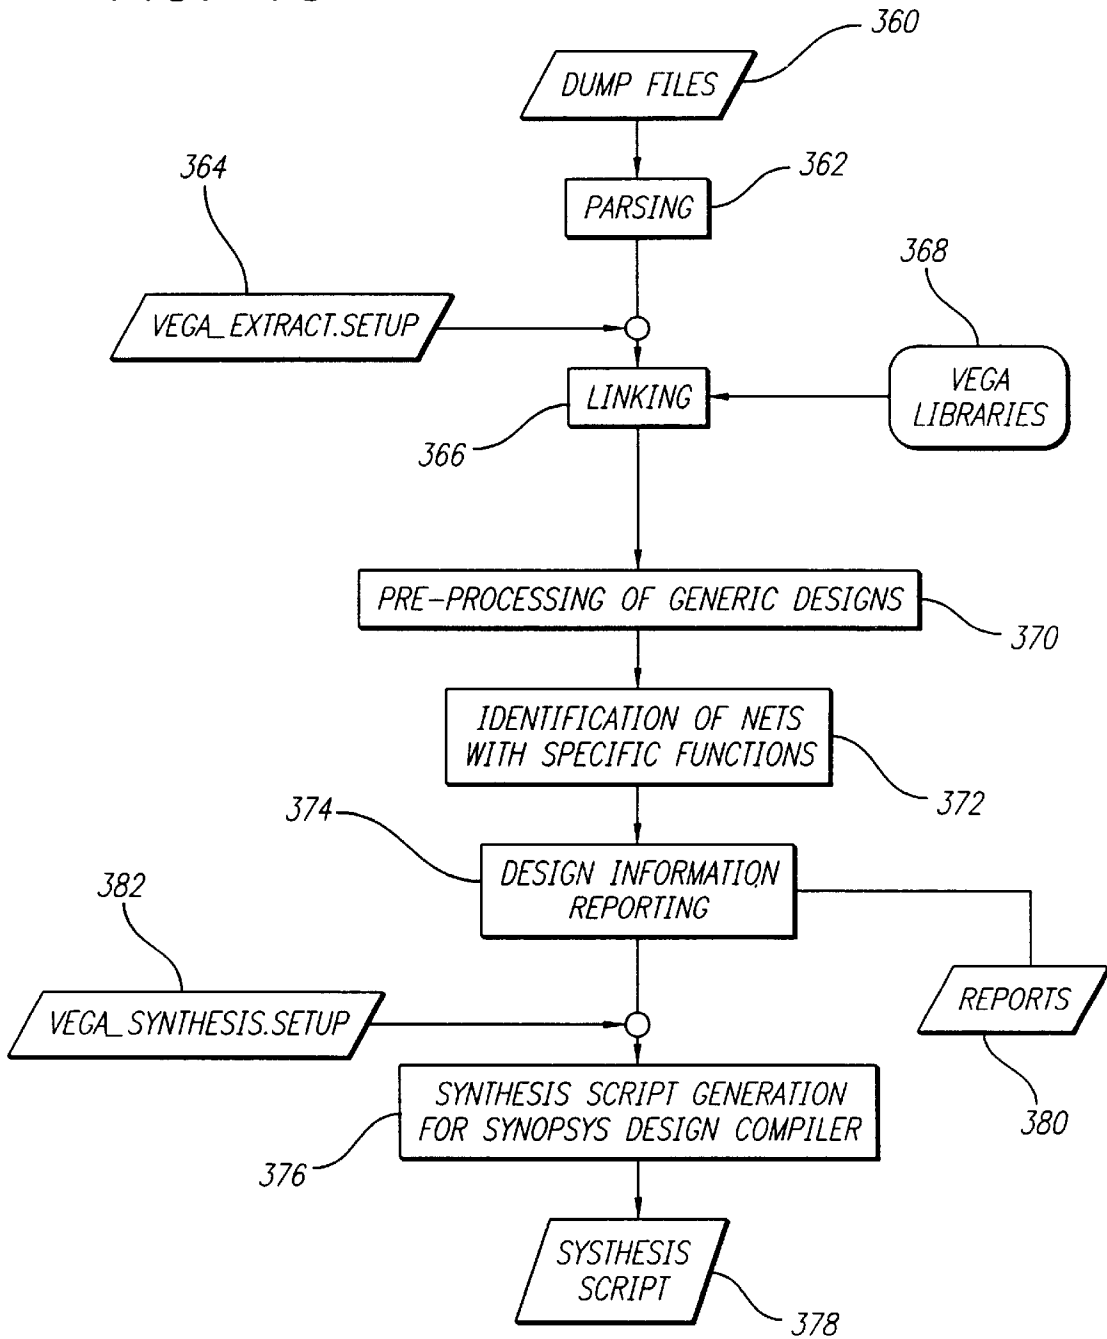 360
DUMP FILES
362
PARSING
364
368
VEGA_EXTRACT.SETUP
VEGA
LIBRARIES
LINKING
366
PRE-PROCESSING OF GENERIC DESIGNS
370
IDENTIFICATION OF NETS
WITH SPECIFIC FUNCTIONS
372
374
DESIGN INFORMATION
REPORTING
382
VEGA_SYNTHESIS.SETUP
REPORTS
380
SYNTHESIS SCRIPT GENERATION
FOR SYNOPSYS DESIGN COMPILER
376
SYSTHESIS
SCRIPT
378